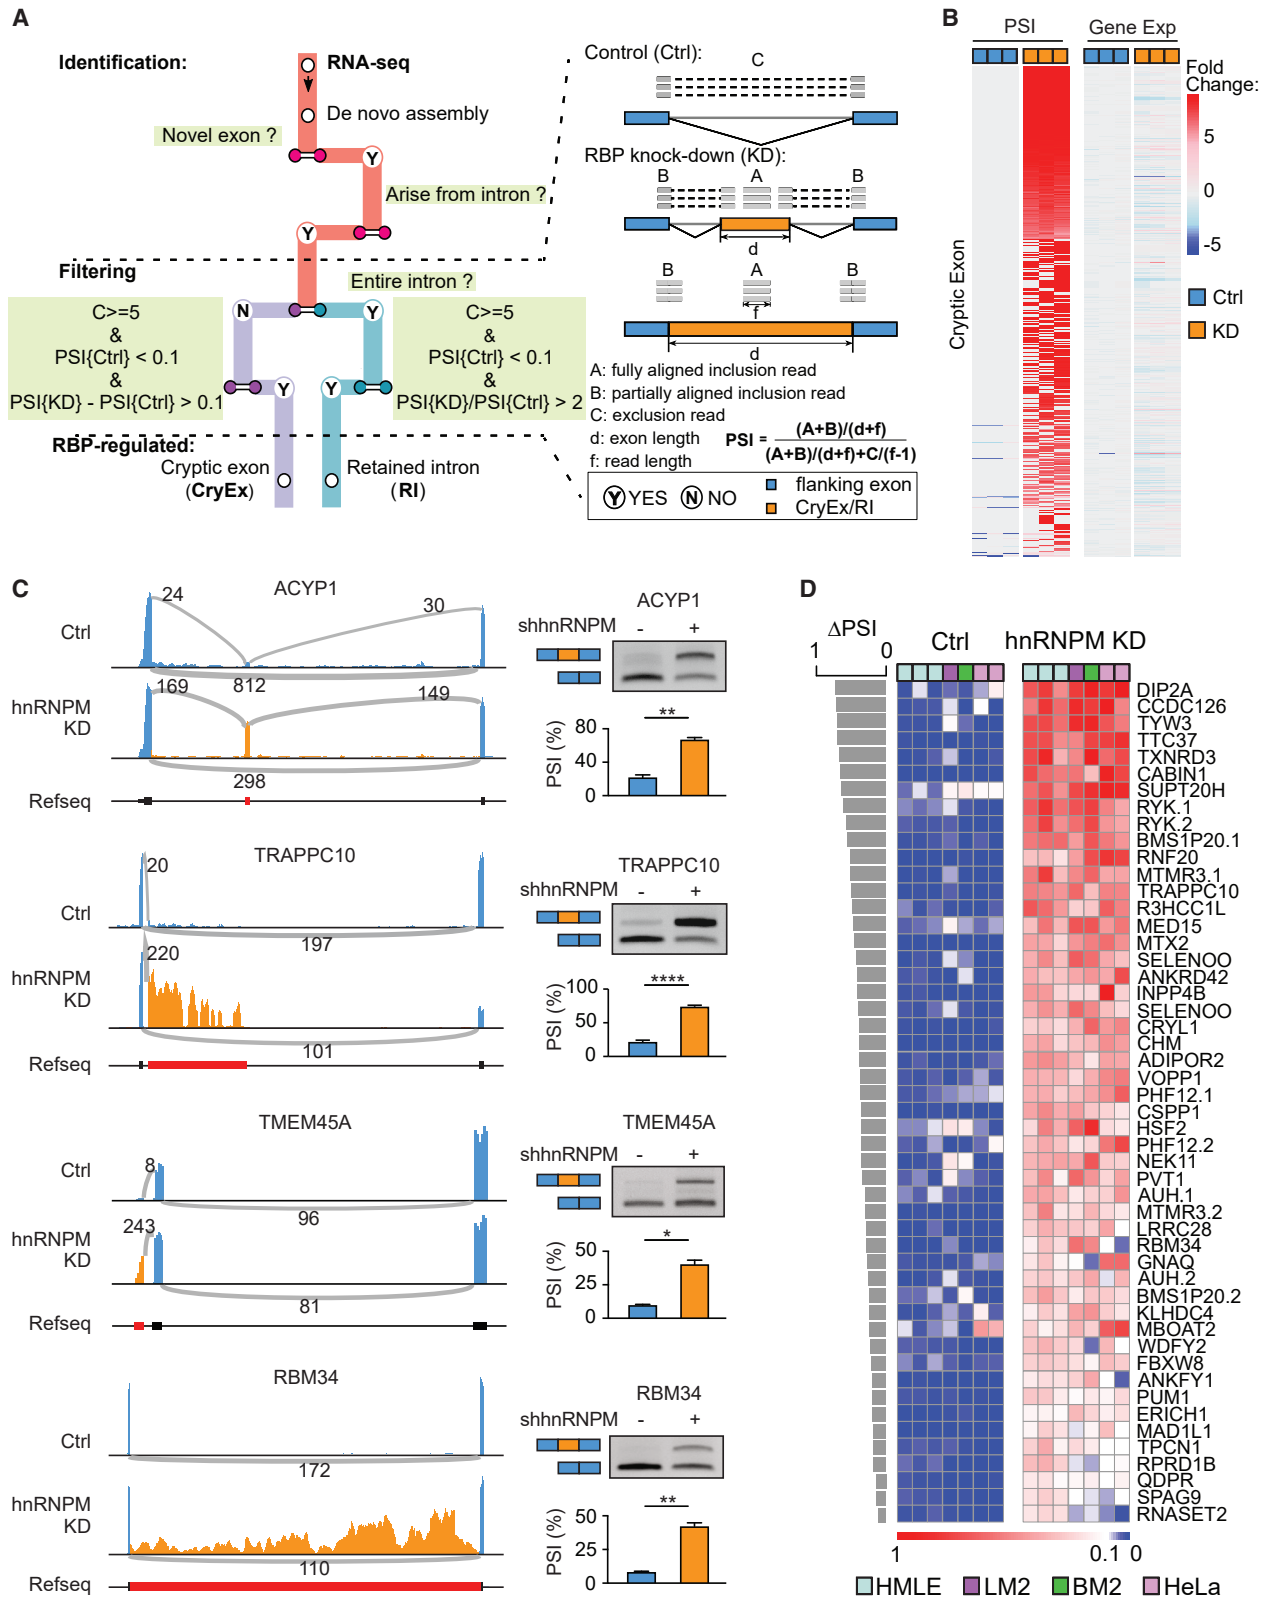 A
Identification:
RNA-seq
De novo assembly
Novel exon ?
Y
Arise from intron ?
Y
Filtering
Entire intron ?
N
Y
C>=5
&
PSI{Ctrl} < 0.1
&
PSI{KD} - PSI{Ctrl} > 0.1
C>=5
&
PSI{Ctrl} < 0.1
&
PSI{KD}/PSI{Ctrl} > 2
Y
Y
RBP-regulated:
Cryptic exon
(CryEx)
Retained intron
(RI)
Control (Ctrl):
C
RBP knock-down (KD):
B A B
d
B A B
f
d
A: fully aligned inclusion read
B: partially aligned inclusion read
C: exclusion read
d: exon length
f: read length
PSI = (A+B)/(d+f)
(A+B)/(d+f)+C/(f-1)
Y YES N NO
flanking exon
CryEx/RI
B
PSI Gene Exp
Cryptic Exon
Fold
Change:
5
0
-5
Ctrl
KD
C
ACYP1
Ctrl
24
30
812
hnRNPM
KD
169
149
298
Refseq
ACYP1
shhnRNPM - +
**
PSI (%)
80
40
0
TRAPPC10
Ctrl
20
197
hnRNPM
KD
220
101
Refseq
TRAPPC10
shhnRNPM - +
****
PSI (%)
100
50
0
TMEM45A
Ctrl
8
96
hnRNPM
KD
243
81
Refseq
TMEM45A
shhnRNPM - +
*
PSI (%)
50
25
0
RBM34
Ctrl
172
hnRNPM
KD
110
Refseq
RBM34
shhnRNPM - +
**
PSI (%)
50
25
0
D
ΔPSI
1 0
Ctrl hnRNPM KD
DIP2A
CCDC126
TYW3
TTC37
TXNRD3
CABIN1
SUPT20H
RYK.1
RYK.2
BMS1P20.1
RNF20
MTMR3.1
TRAPPC10
R3HCC1L
MED15
MTX2
SELENOO
ANKRD42
INPP4B
SELENOO
CRYL1
CHM
ADIPOR2
VOPP1
PHF12.1
CSPP1
HSF2
PHF12.2
NEK11
PVT1
AUH.1
MTMR3.2
LRRC28
RBM34
GNAQ
AUH.2
BMS1P20.2
KLHDC4
MBOAT2
WDFY2
FBXW8
ANKFY1
PUM1
ERICH1
MAD1L1
TPCN1
RPRD1B
QDPR
SPAG9
RNASET2
1 0.1 0
HMLE LM2 BM2 HeLa